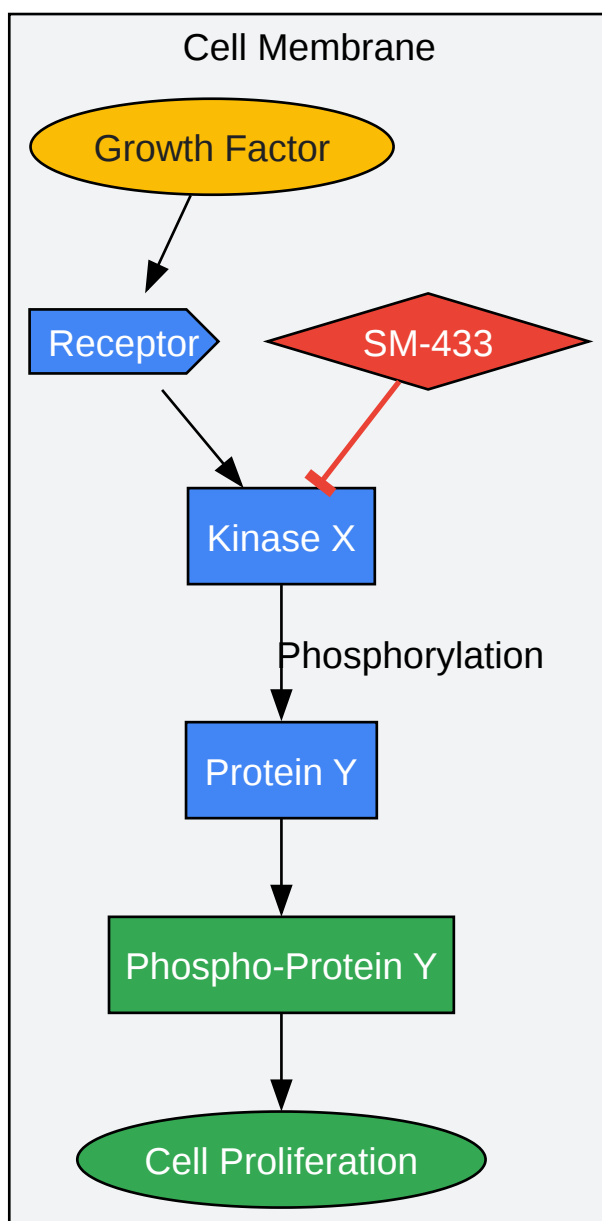 Cell Membrane
Growth Factor
Receptor
SM-433
Kinase X
Phosphorylation
Protein Y
Phospho-Protein Y
Cell Proliferation